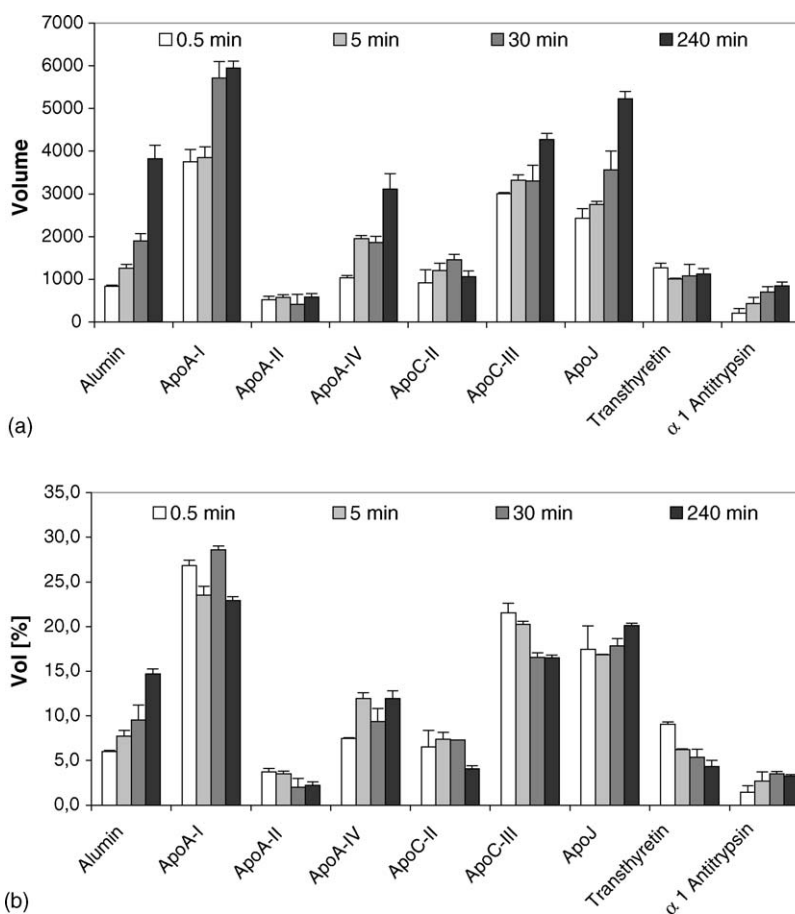 7000
0.5 min 5 min 30 min 240 min
6000
5000
4000
3000
2000
1000
0
Volume
Alumin ApoA-I ApoA-II ApoA-IV ApoC-II ApoC-III ApoJ Transthyretin α 1 Antitrypsin
(a)
35,0
0.5 min 5 min 30 min 240 min
30,0
25,0
20,0
15,0
10,0
5,0
0,0
Vol [%]
Alumin ApoA-I ApoA-II ApoA-IV ApoC-II ApoC-III ApoJ Transthyretin α 1 Antitrypsin
(b)